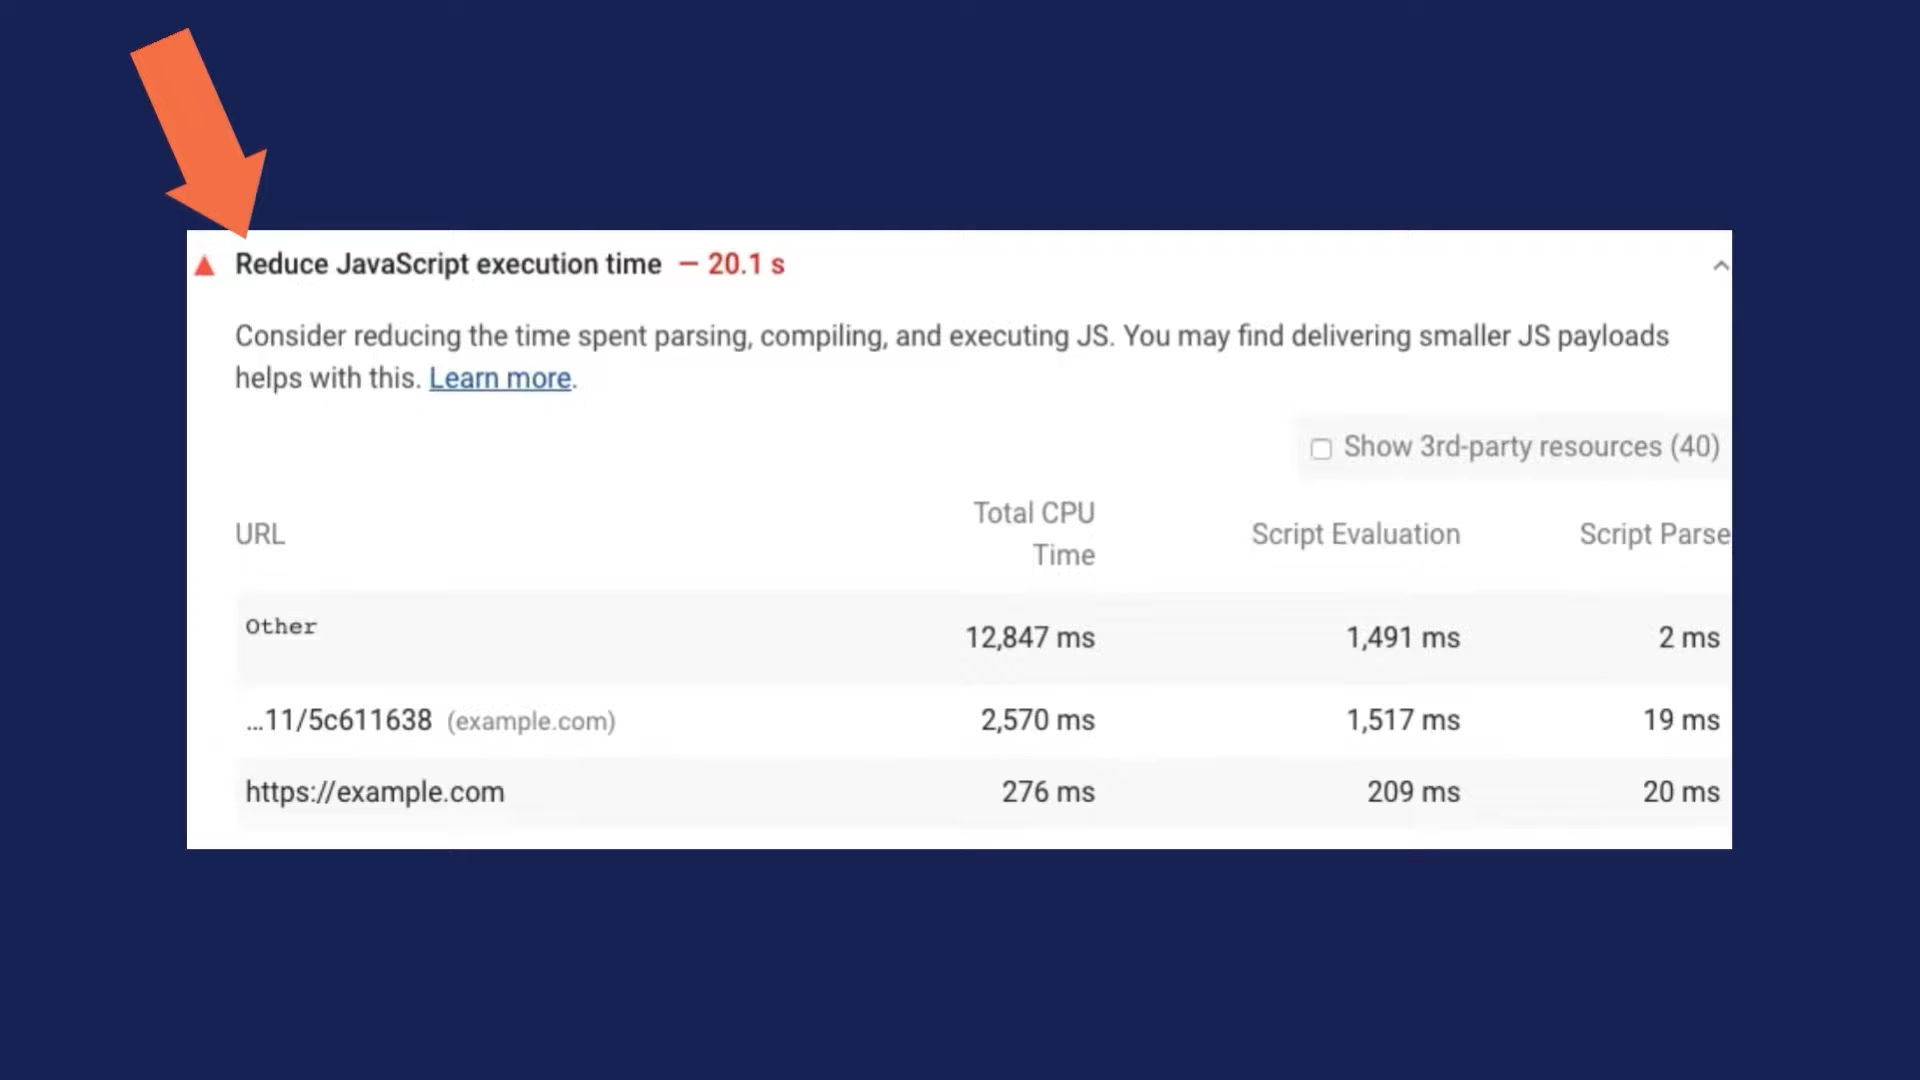 Reduce JavaScript execution time — 20.1 s
Consider reducing the time spent parsing, compiling, and executing JS. You may find delivering smaller JS payloads
helps with this. Learn more.
Show 3rd-party resources (40)
URL Total CPU Time Script Evaluation Script Parse
Other 12,847 ms 1,491 ms 2 ms
...11/5c611638 (example.com) 2,570 ms 1,517 ms 19 ms
https://example.com 276 ms 209 ms 20 ms